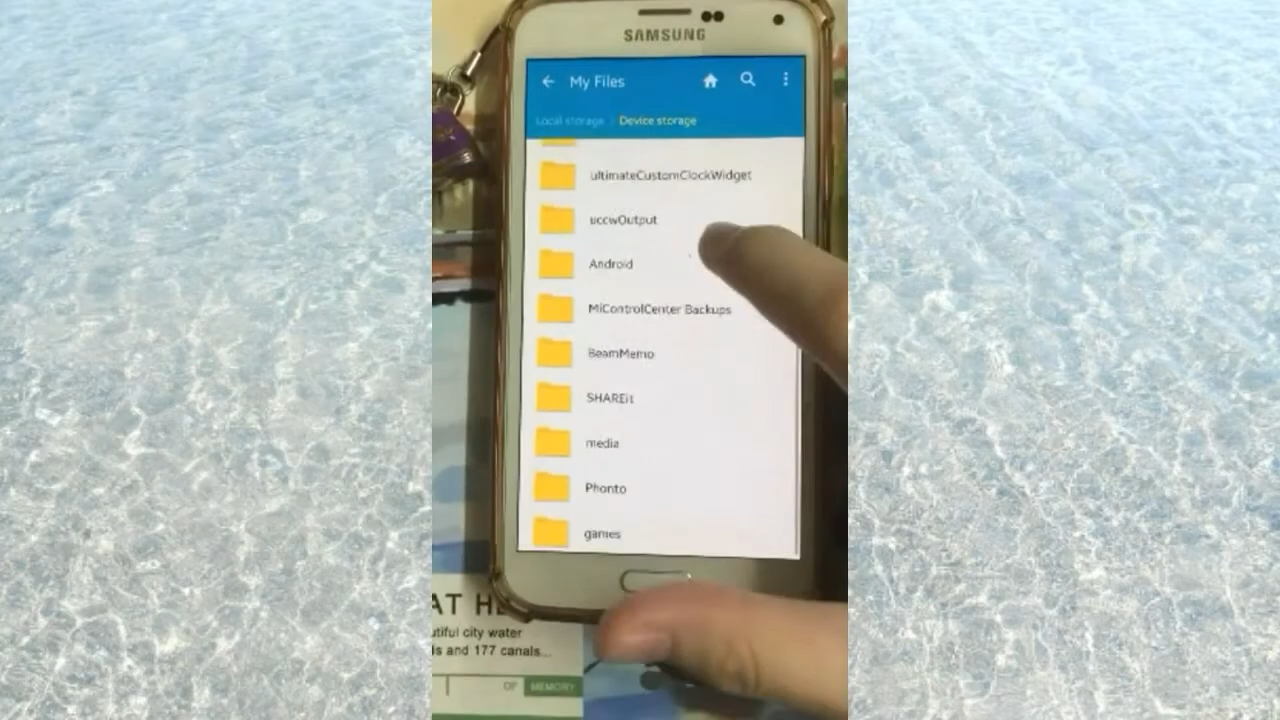 SAMSUNG
My Files
Local storage
Device storage
ultimateCustomClockWidget
uccwOutput
Android
MiControlCenter Backups
BeamMemo
SHAREit
media
Phonto
games
AT HE
utiful city water
ls and 177 canals...
OF MEMORY